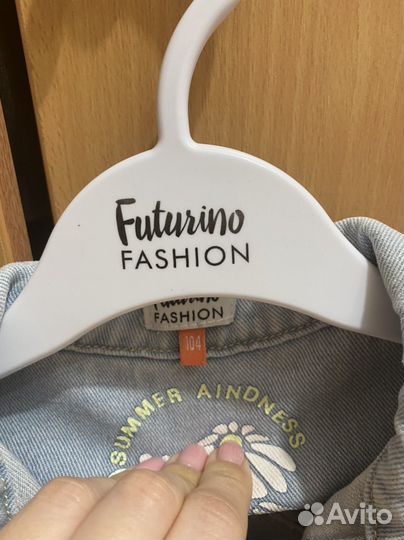 Futurino
FASHION
Futurino
FASHION
104
SUMMER AINDNESS
Avito